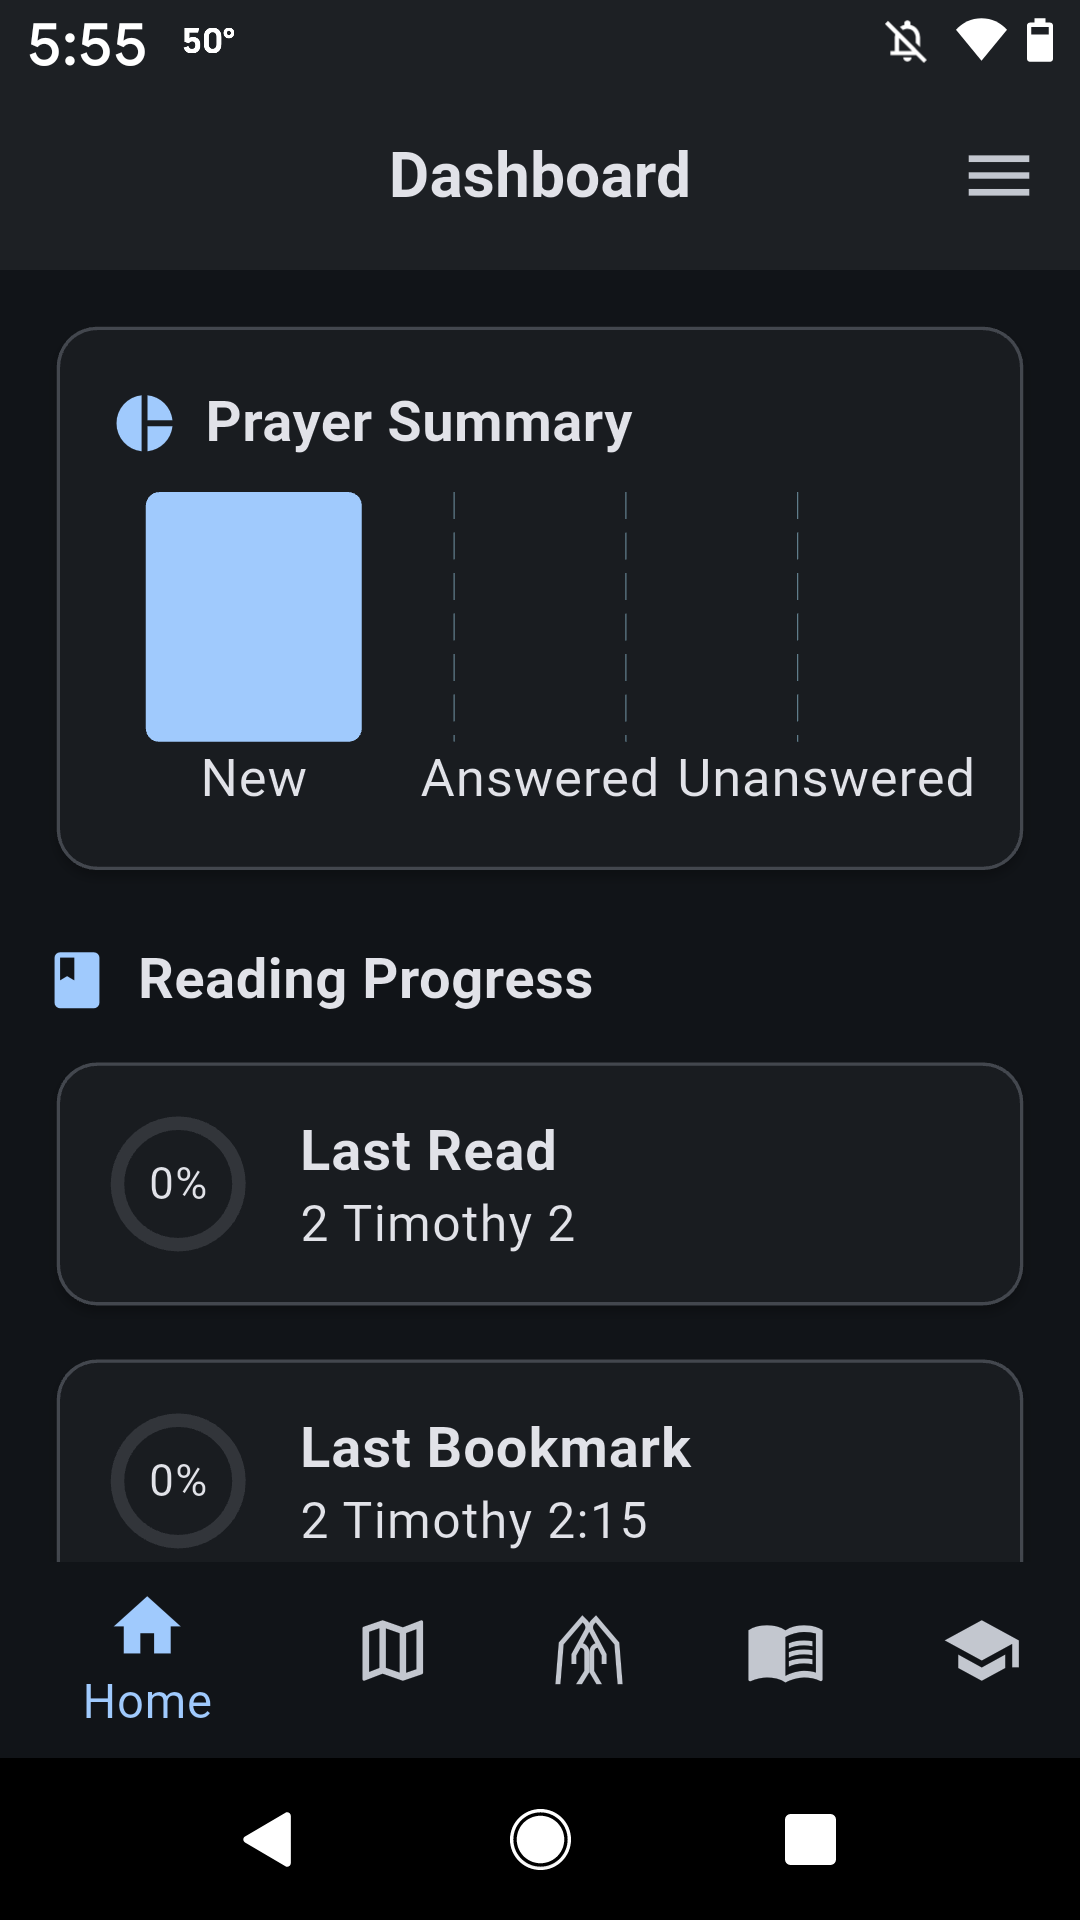 5:55 50°
Dashboard
Prayer Summary
New Answered Unanswered
Reading Progress
0%
Last Read
2 Timothy 2
0%
Last Bookmark
2 Timothy 2:15
Home